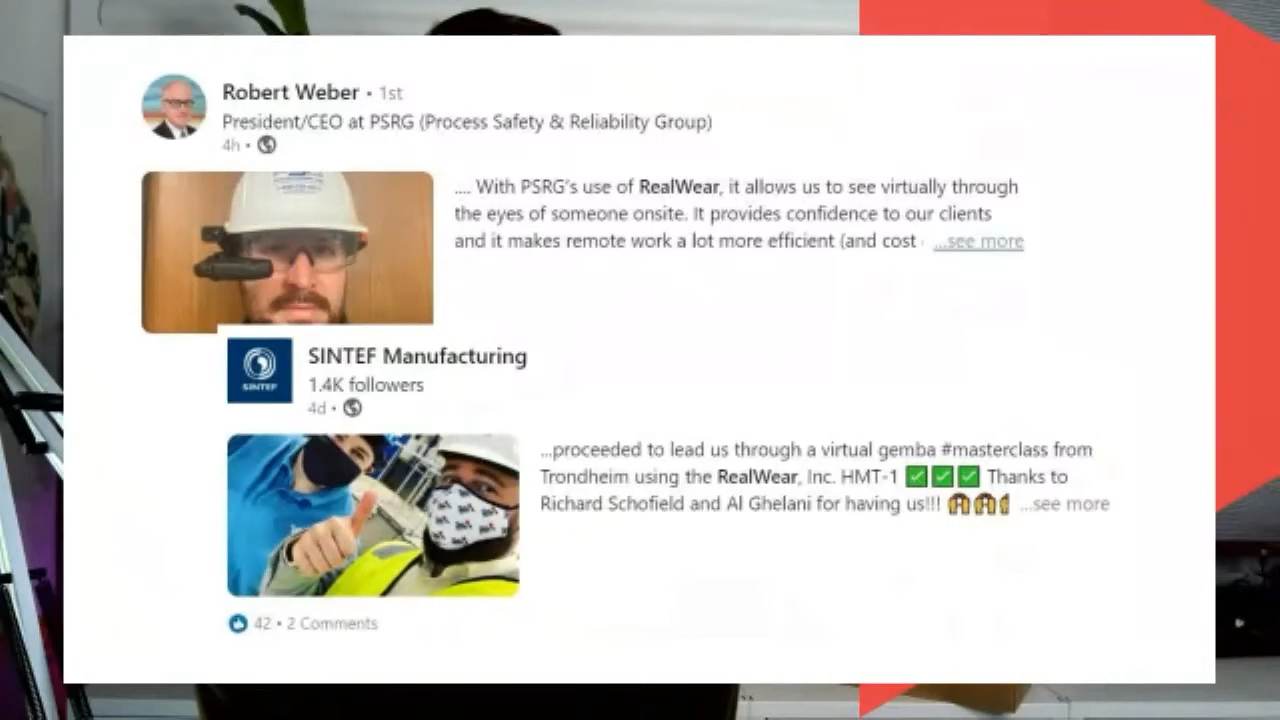 Robert Weber • 1st
President/CEO at PSRG (Process Safety & Reliability Group)
4h •
.... With PSRG's use of RealWear, it allows us to see virtually through
the eyes of someone onsite. It provides confidence to our clients
and it makes remote work a lot more efficient (and cost ...see more
SINTEF
SINTEF Manufacturing
1.4K followers
4d •
...proceeded to lead us through a virtual gemba #masterclass from
Trondheim using the RealWear, Inc. HMT-1 ✅✅✅ Thanks to
Richard Schofield and Al Ghelani for having us!!! ...see more
42 • 2 Comments